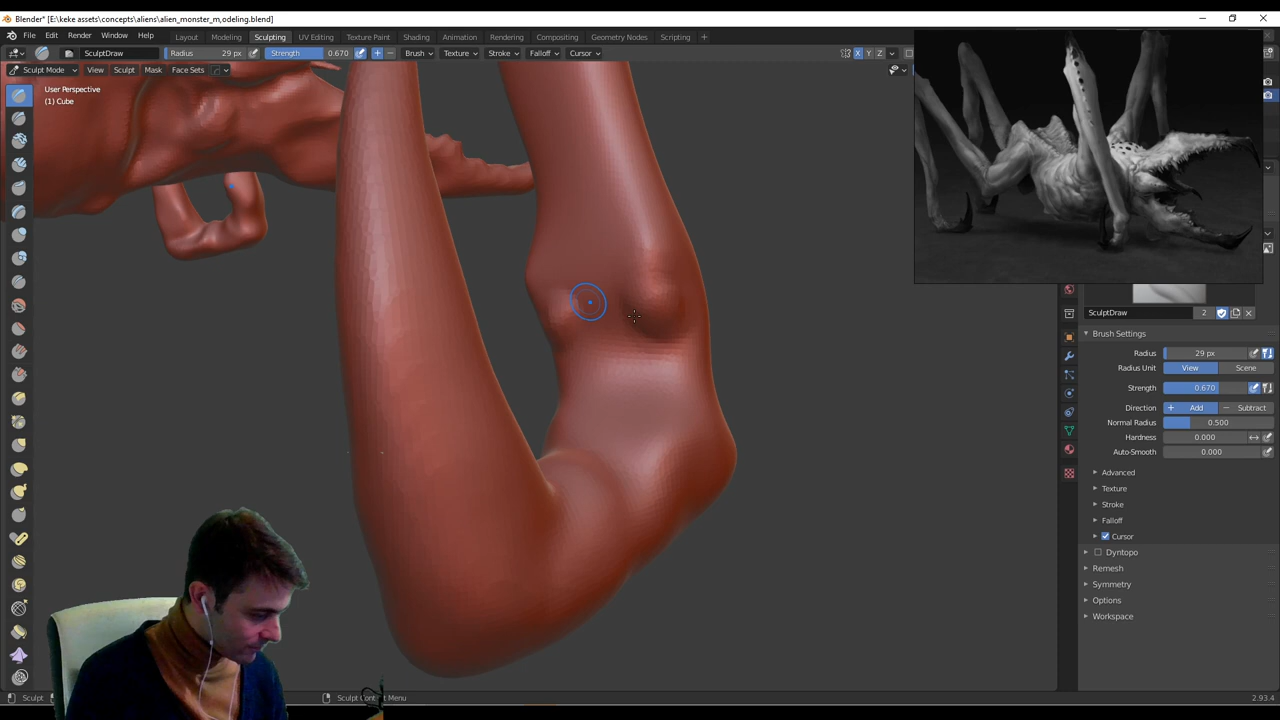 Blender* [E:\keke assets\concepts\aliens\alien_monster_m,odeling.blend]
File Edit Render Window Help Layout Modeling Sculpting UV Editing Texture Paint Shading Animation Rendering Compositing Geometry Nodes Scripting +
SculptDraw Radius 29 px Strength 0.670 Brush Texture Stroke Falloff Cursor X Y Z
Sculpt Mode View Sculpt Mask Face Sets
User Perspective
(1) Cube
SculptDraw 2
Brush Settings
Radius 29 px
Radius Unit View Scene
Strength 0.670
Direction + Add − Subtract
Normal Radius 0.500
Hardness 0.000
Auto-Smooth 0.000
Advanced
Texture
Stroke
Falloff
Cursor
Dyntopo
Remesh
Symmetry
Options
Workspace
Sculpt Sculpt Context Menu 2.93.4